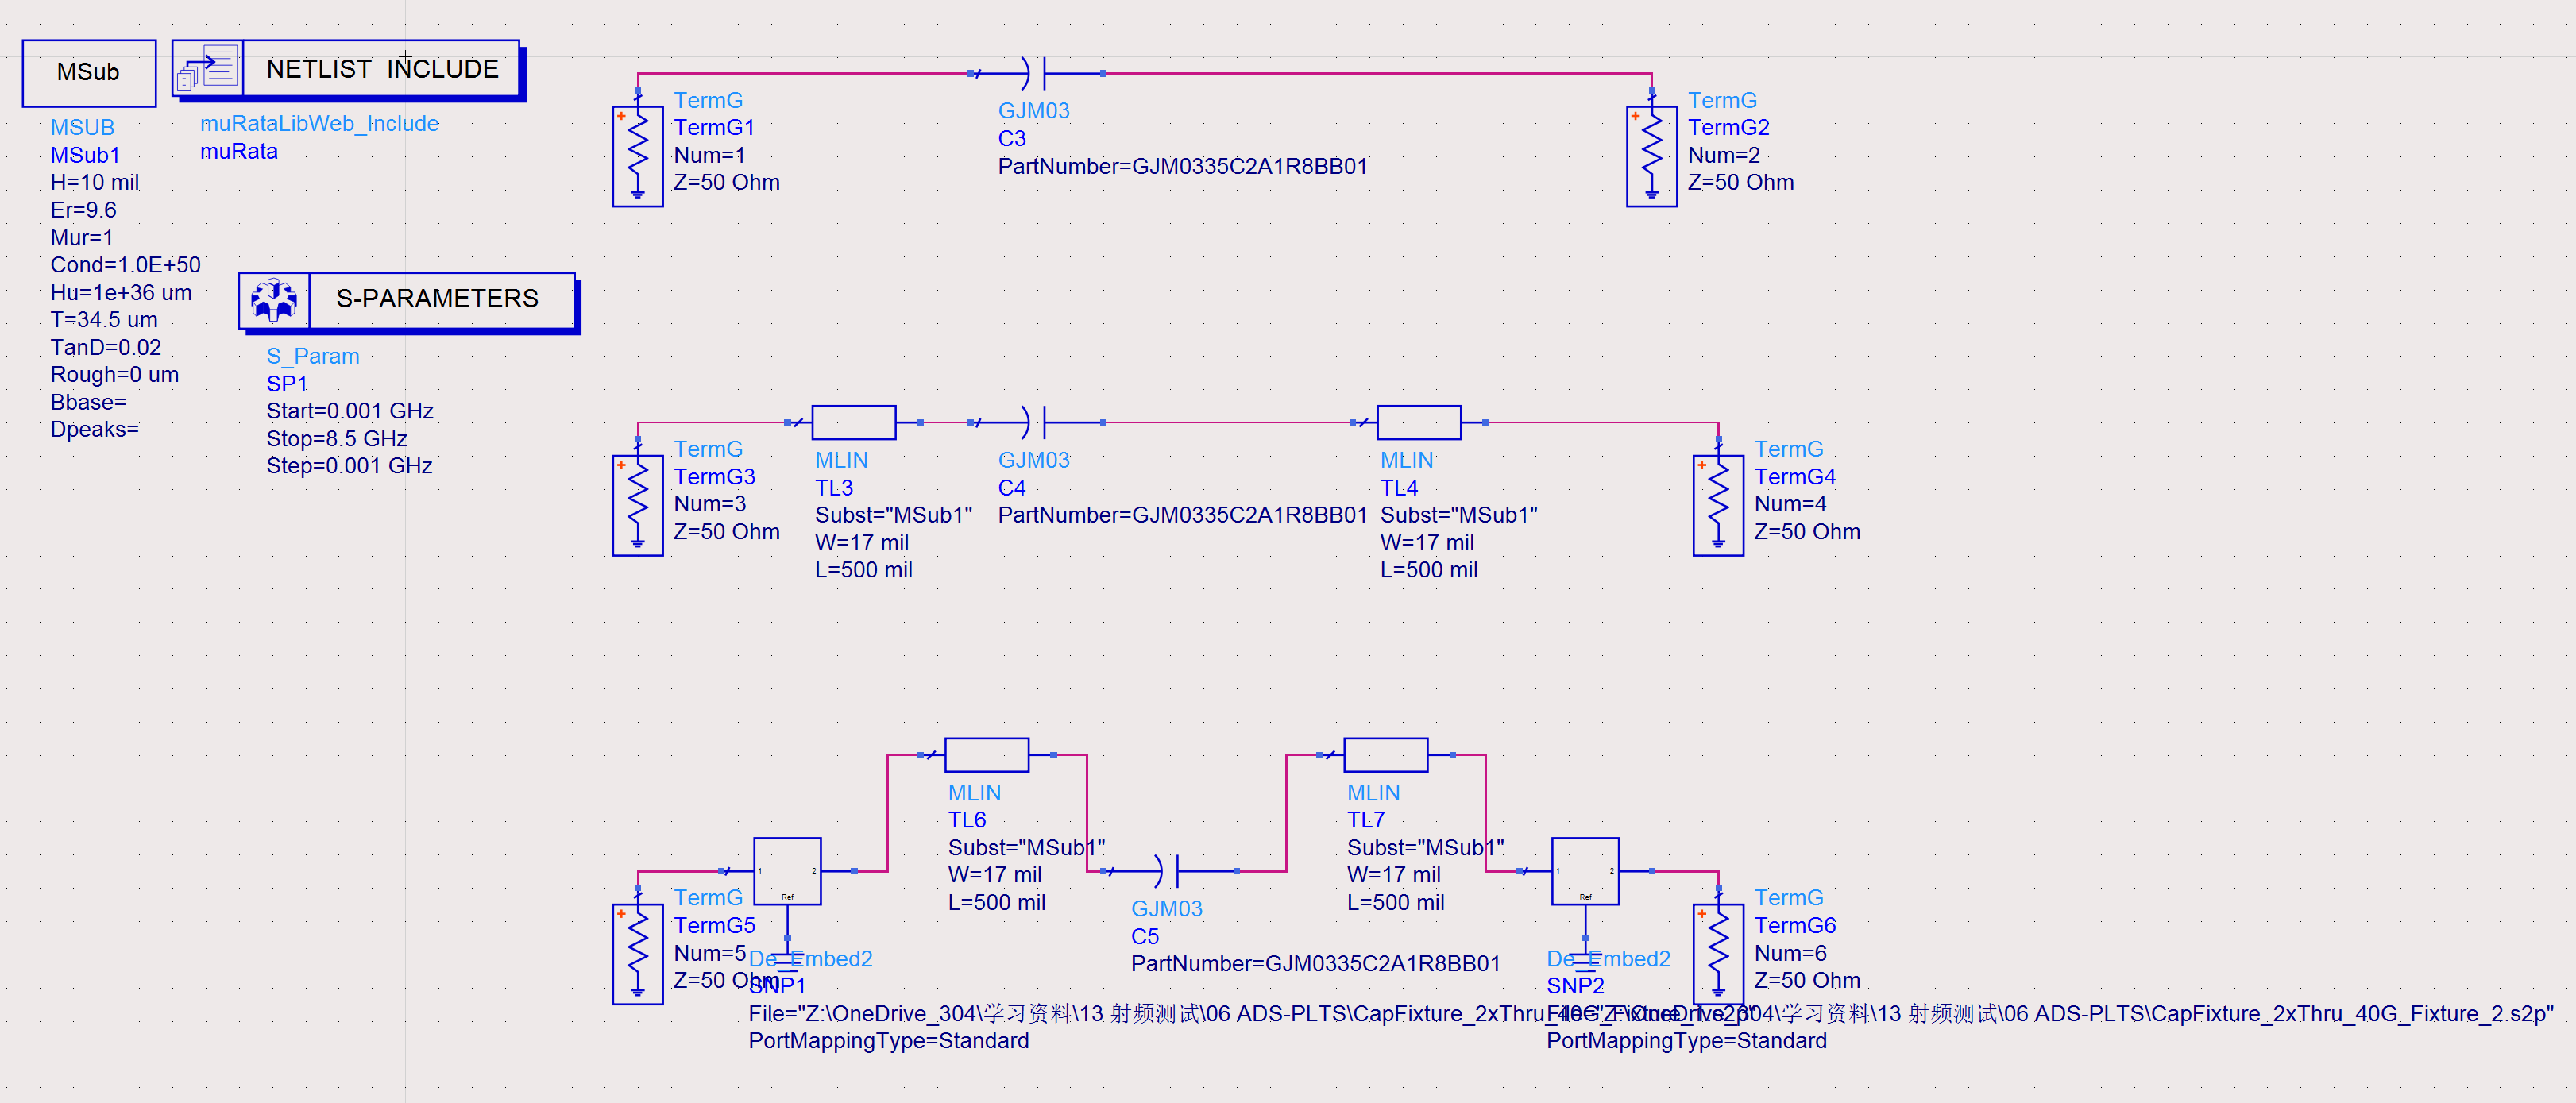 MSub
MSUB
MSub1
H=10 mil
Er=9.6
Mur=1
Cond=1.0E+50
Hu=1e+36 um
T=34.5 um
TanD=0.02
Rough=0 um
Bbase=
Dpeaks=
NETLIST INCLUDE
muRataLibWeb_Include
muRata
S-PARAMETERS
S_Param
SP1
Start=0.001 GHz
Stop=8.5 GHz
Step=0.001 GHz
TermG
TermG1
Num=1
Z=50 Ohm
GJM03
C3
PartNumber=GJM0335C2A1R8BB01
TermG
TermG2
Num=2
Z=50 Ohm
TermG
TermG3
Num=3
Z=50 Ohm
MLIN
TL3
Subst="MSub1"
W=17 mil
L=500 mil
GJM03
C4
PartNumber=GJM0335C2A1R8BB01
MLIN
TL4
Subst="MSub1"
W=17 mil
L=500 mil
TermG
TermG4
Num=4
Z=50 Ohm
TermG
TermG5
Num=5
Z=50 Ohm
1
2
Ref
De_Embed2
SNP1
File="Z:\OneDrive_304\学习资料\13 射频测试\06 ADS-PLTS\CapFixture_2xThru_40G_Fixture_1.s2p"
PortMappingType=Standard
MLIN
TL6
Subst="MSub1"
W=17 mil
L=500 mil
GJM03
C5
PartNumber=GJM0335C2A1R8BB01
MLIN
TL7
Subst="MSub1"
W=17 mil
L=500 mil
1
2
Ref
De_Embed2
SNP2
File="Z:\OneDrive_304\学习资料\13 射频测试\06 ADS-PLTS\CapFixture_2xThru_40G_Fixture_2.s2p"
PortMappingType=Standard
TermG
TermG6
Num=6
Z=50 Ohm